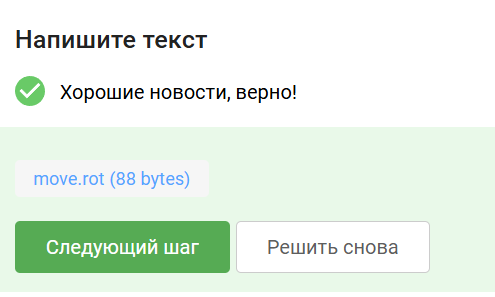 Напишите текст
Хорошие новости, верно!
move.rot (88 bytes)
Следующий шаг
Решить снова